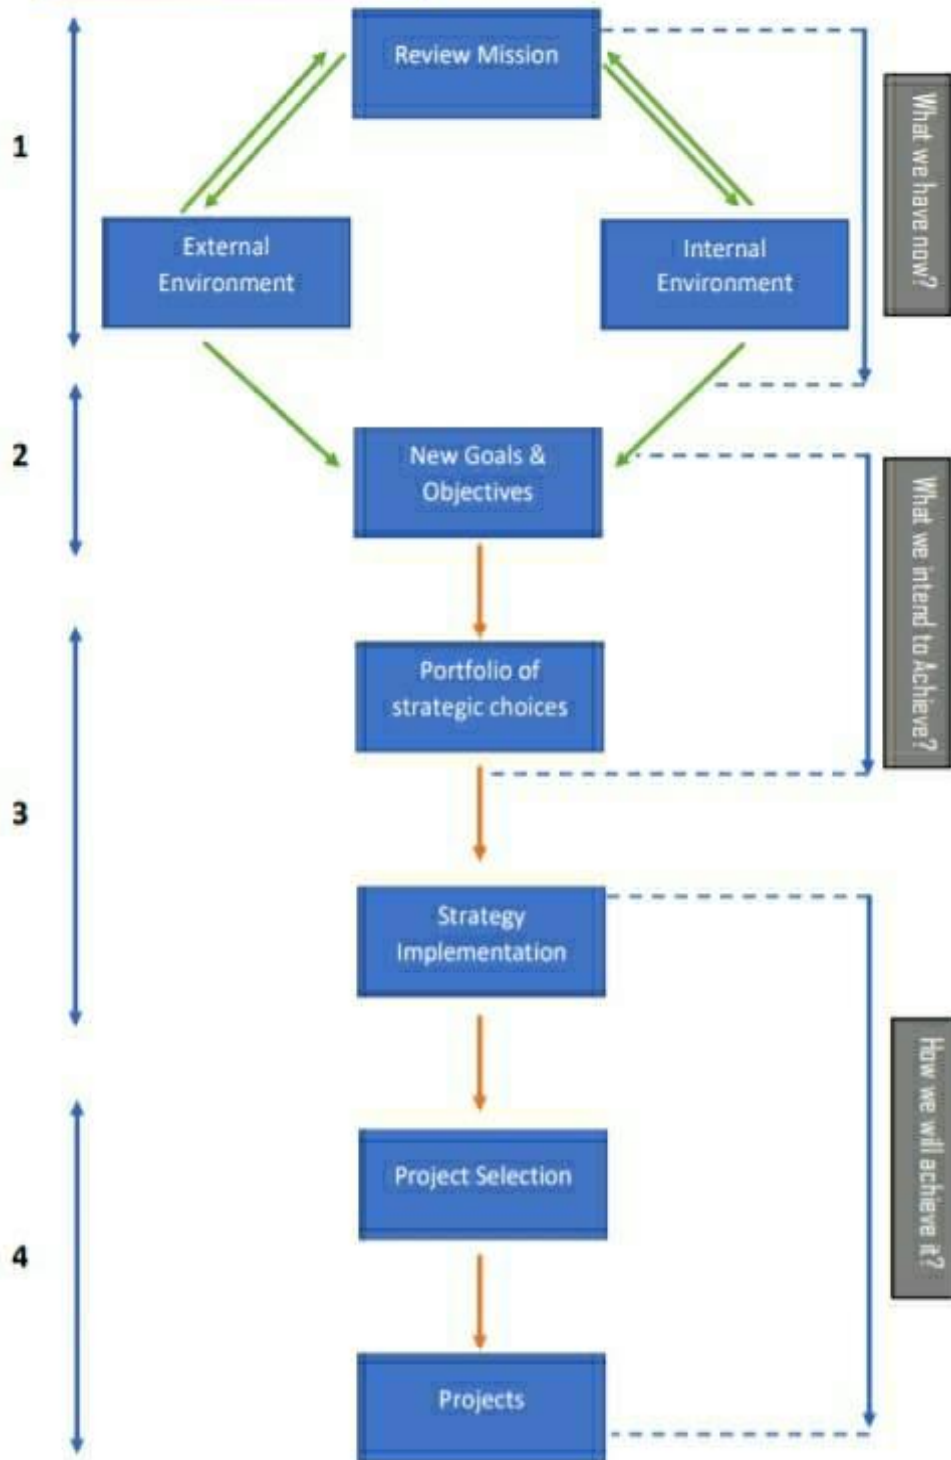 Review Mission
1
What we have now?
External
Environment
Internal
Environment
2
New Goals &
Objectives
What we intend to Achieve?
Portfolio of
strategic choices
3
Strategy
Implementation
How we will achieve it?
Project Selection
4
Projects